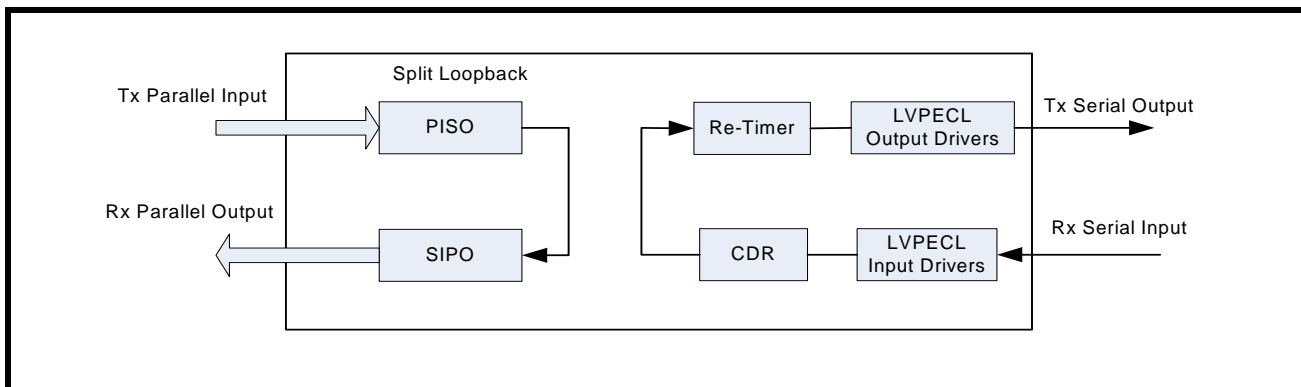 Split Loopback
Tx Parallel Input
PISO
Re-Timer
LVPECL
Output Drivers
Tx Serial Output
Rx Parallel Output
SIPO
CDR
LVPECL
Input Drivers
Rx Serial Input